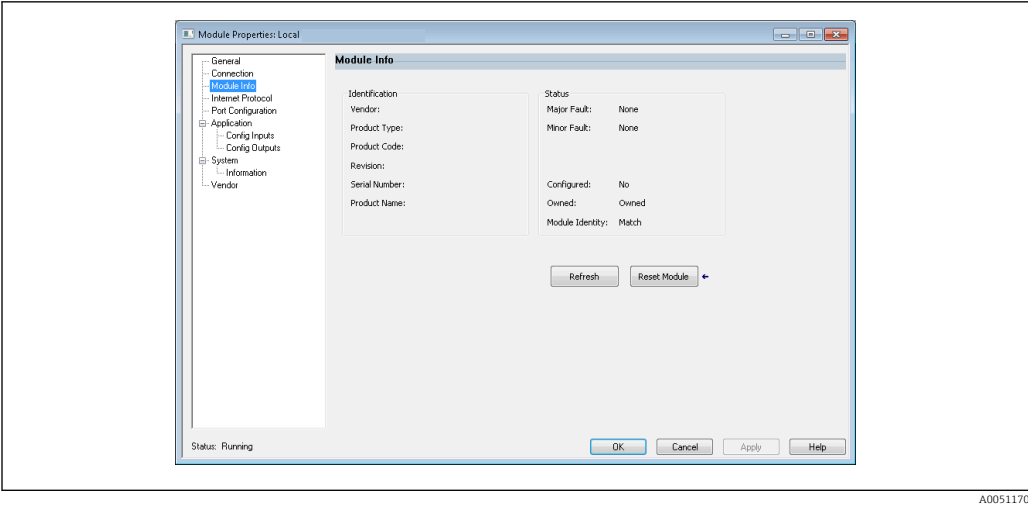 Module Properties: Local
General
Connection
Module Info
Internet Protocol
Port Configuration
Application
Config Inputs
Config Outputs
System
Information
Vendor
Module Info
Identification
Vendor:
Product Type:
Product Code:
Revision:
Serial Number:
Product Name:
Status
Major Fault: None
Minor Fault: None
Configured: No
Owned: Owned
Module Identity: Match
Refresh Reset Module
Status: Running
OK Cancel Apply Help
A0051170